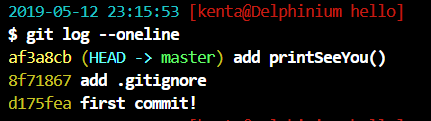 2019-05-12 23:15:53 [kenta@Delphinium hello]
$ git log --oneline
af3a8cb (HEAD -> master) add printSeeYou()
8f71867 add .gitignore
d175fea first commit!